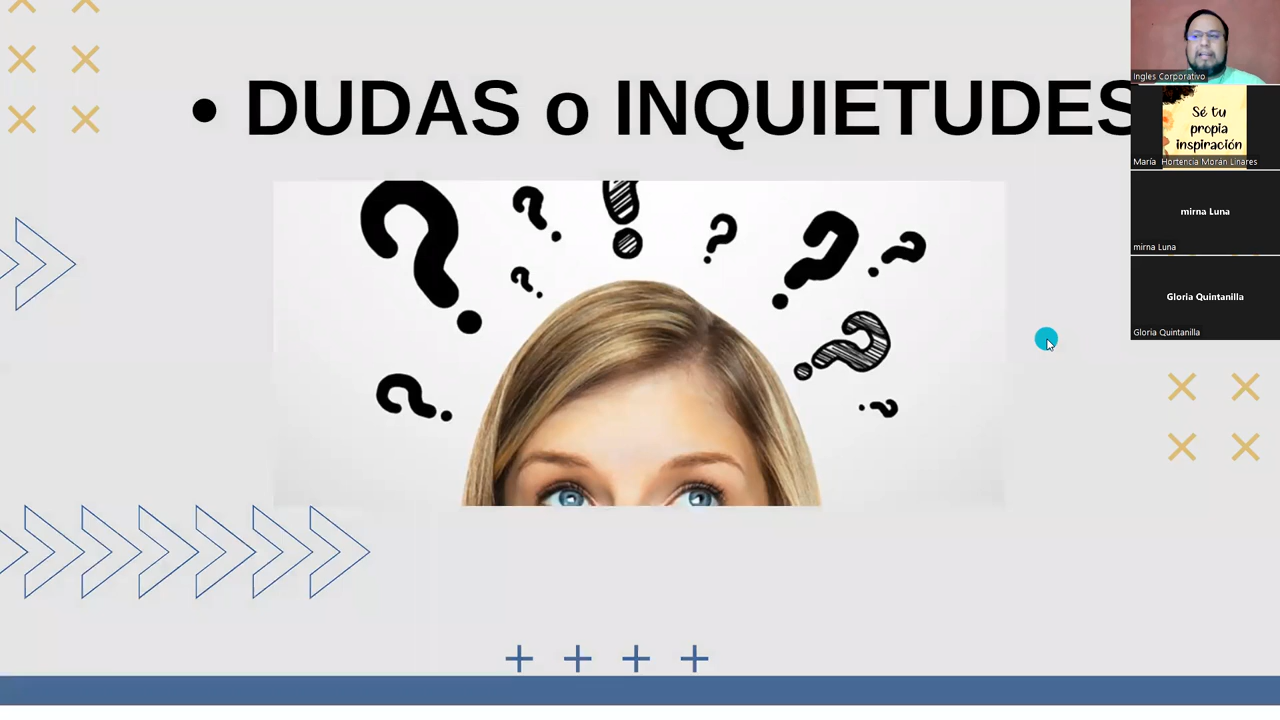 • DUDAS o INQUIETUDES
Ingles Corporativo
Sé tu
propia
inspiración
María Hortencia Morán Linares
mirna Luna
mirna Luna
Gloria Quintanilla
Gloria Quintanilla